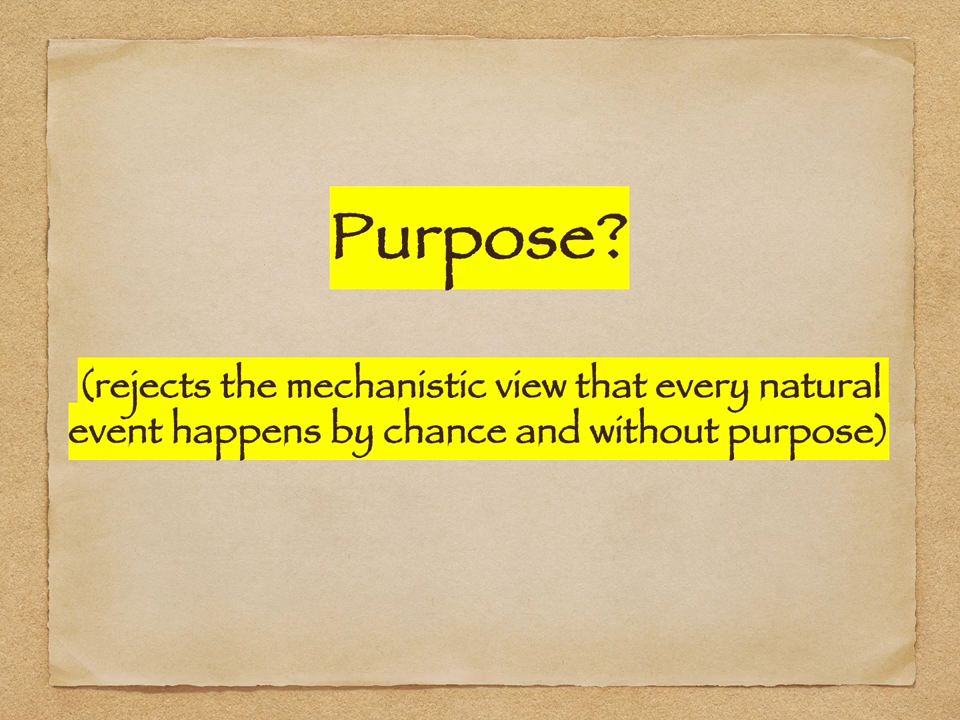 Purpose?
(rejects the mechanistic view that every natural
event happens by chance and without purpose)